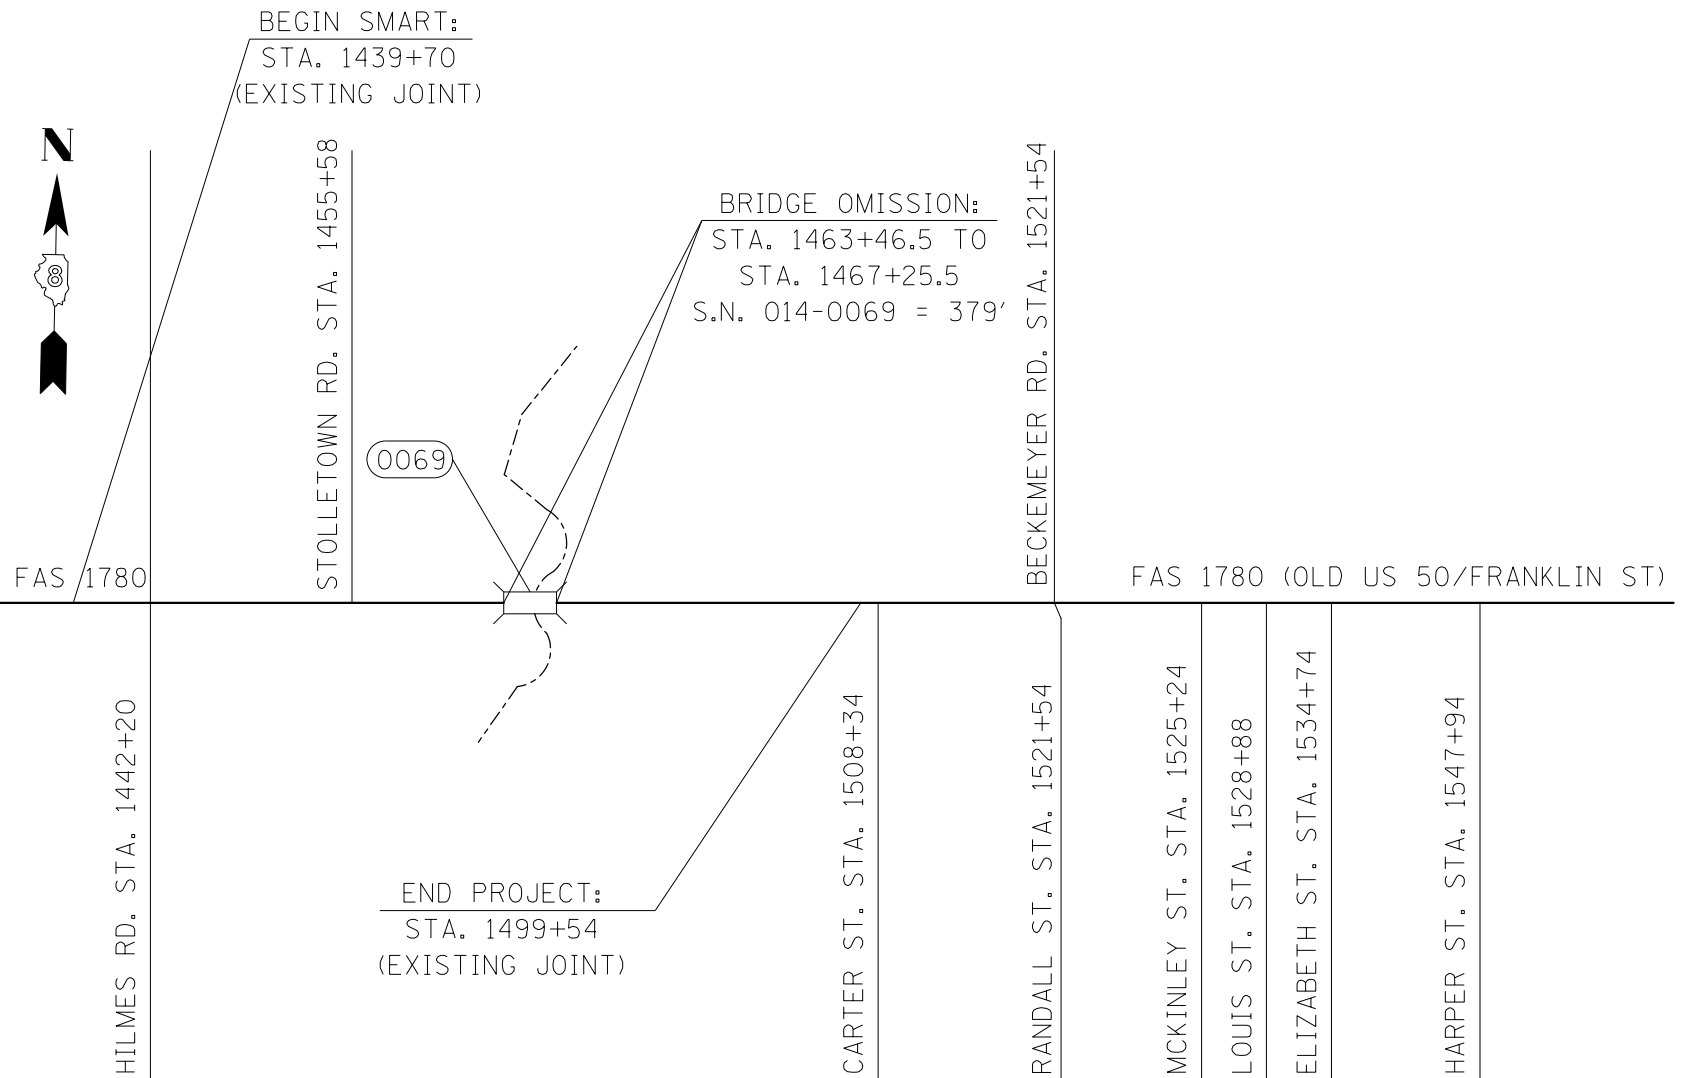 BEGIN SMART:
STA. 1439+70
(EXISTING JOINT)
N
8
STOLLETOWN RD. STA. 1455+58
BRIDGE OMISSION:
STA. 1463+46.5 TO
STA. 1467+25.5
S.N. 014-0069 = 379'
BECKEMEYER RD. STA. 1521+54
0069
FAS 1780
FAS 1780 (OLD US 50/FRANKLIN ST)
HILMES RD. STA. 1442+20
END PROJECT:
STA. 1499+54
(EXISTING JOINT)
CARTER ST. STA. 1508+34
RANDALL ST. STA. 1521+54
MCKINLEY ST. STA. 1525+24
LOUIS ST. STA. 1528+88
ELIZABETH ST. STA. 1534+74
HARPER ST. STA. 1547+94